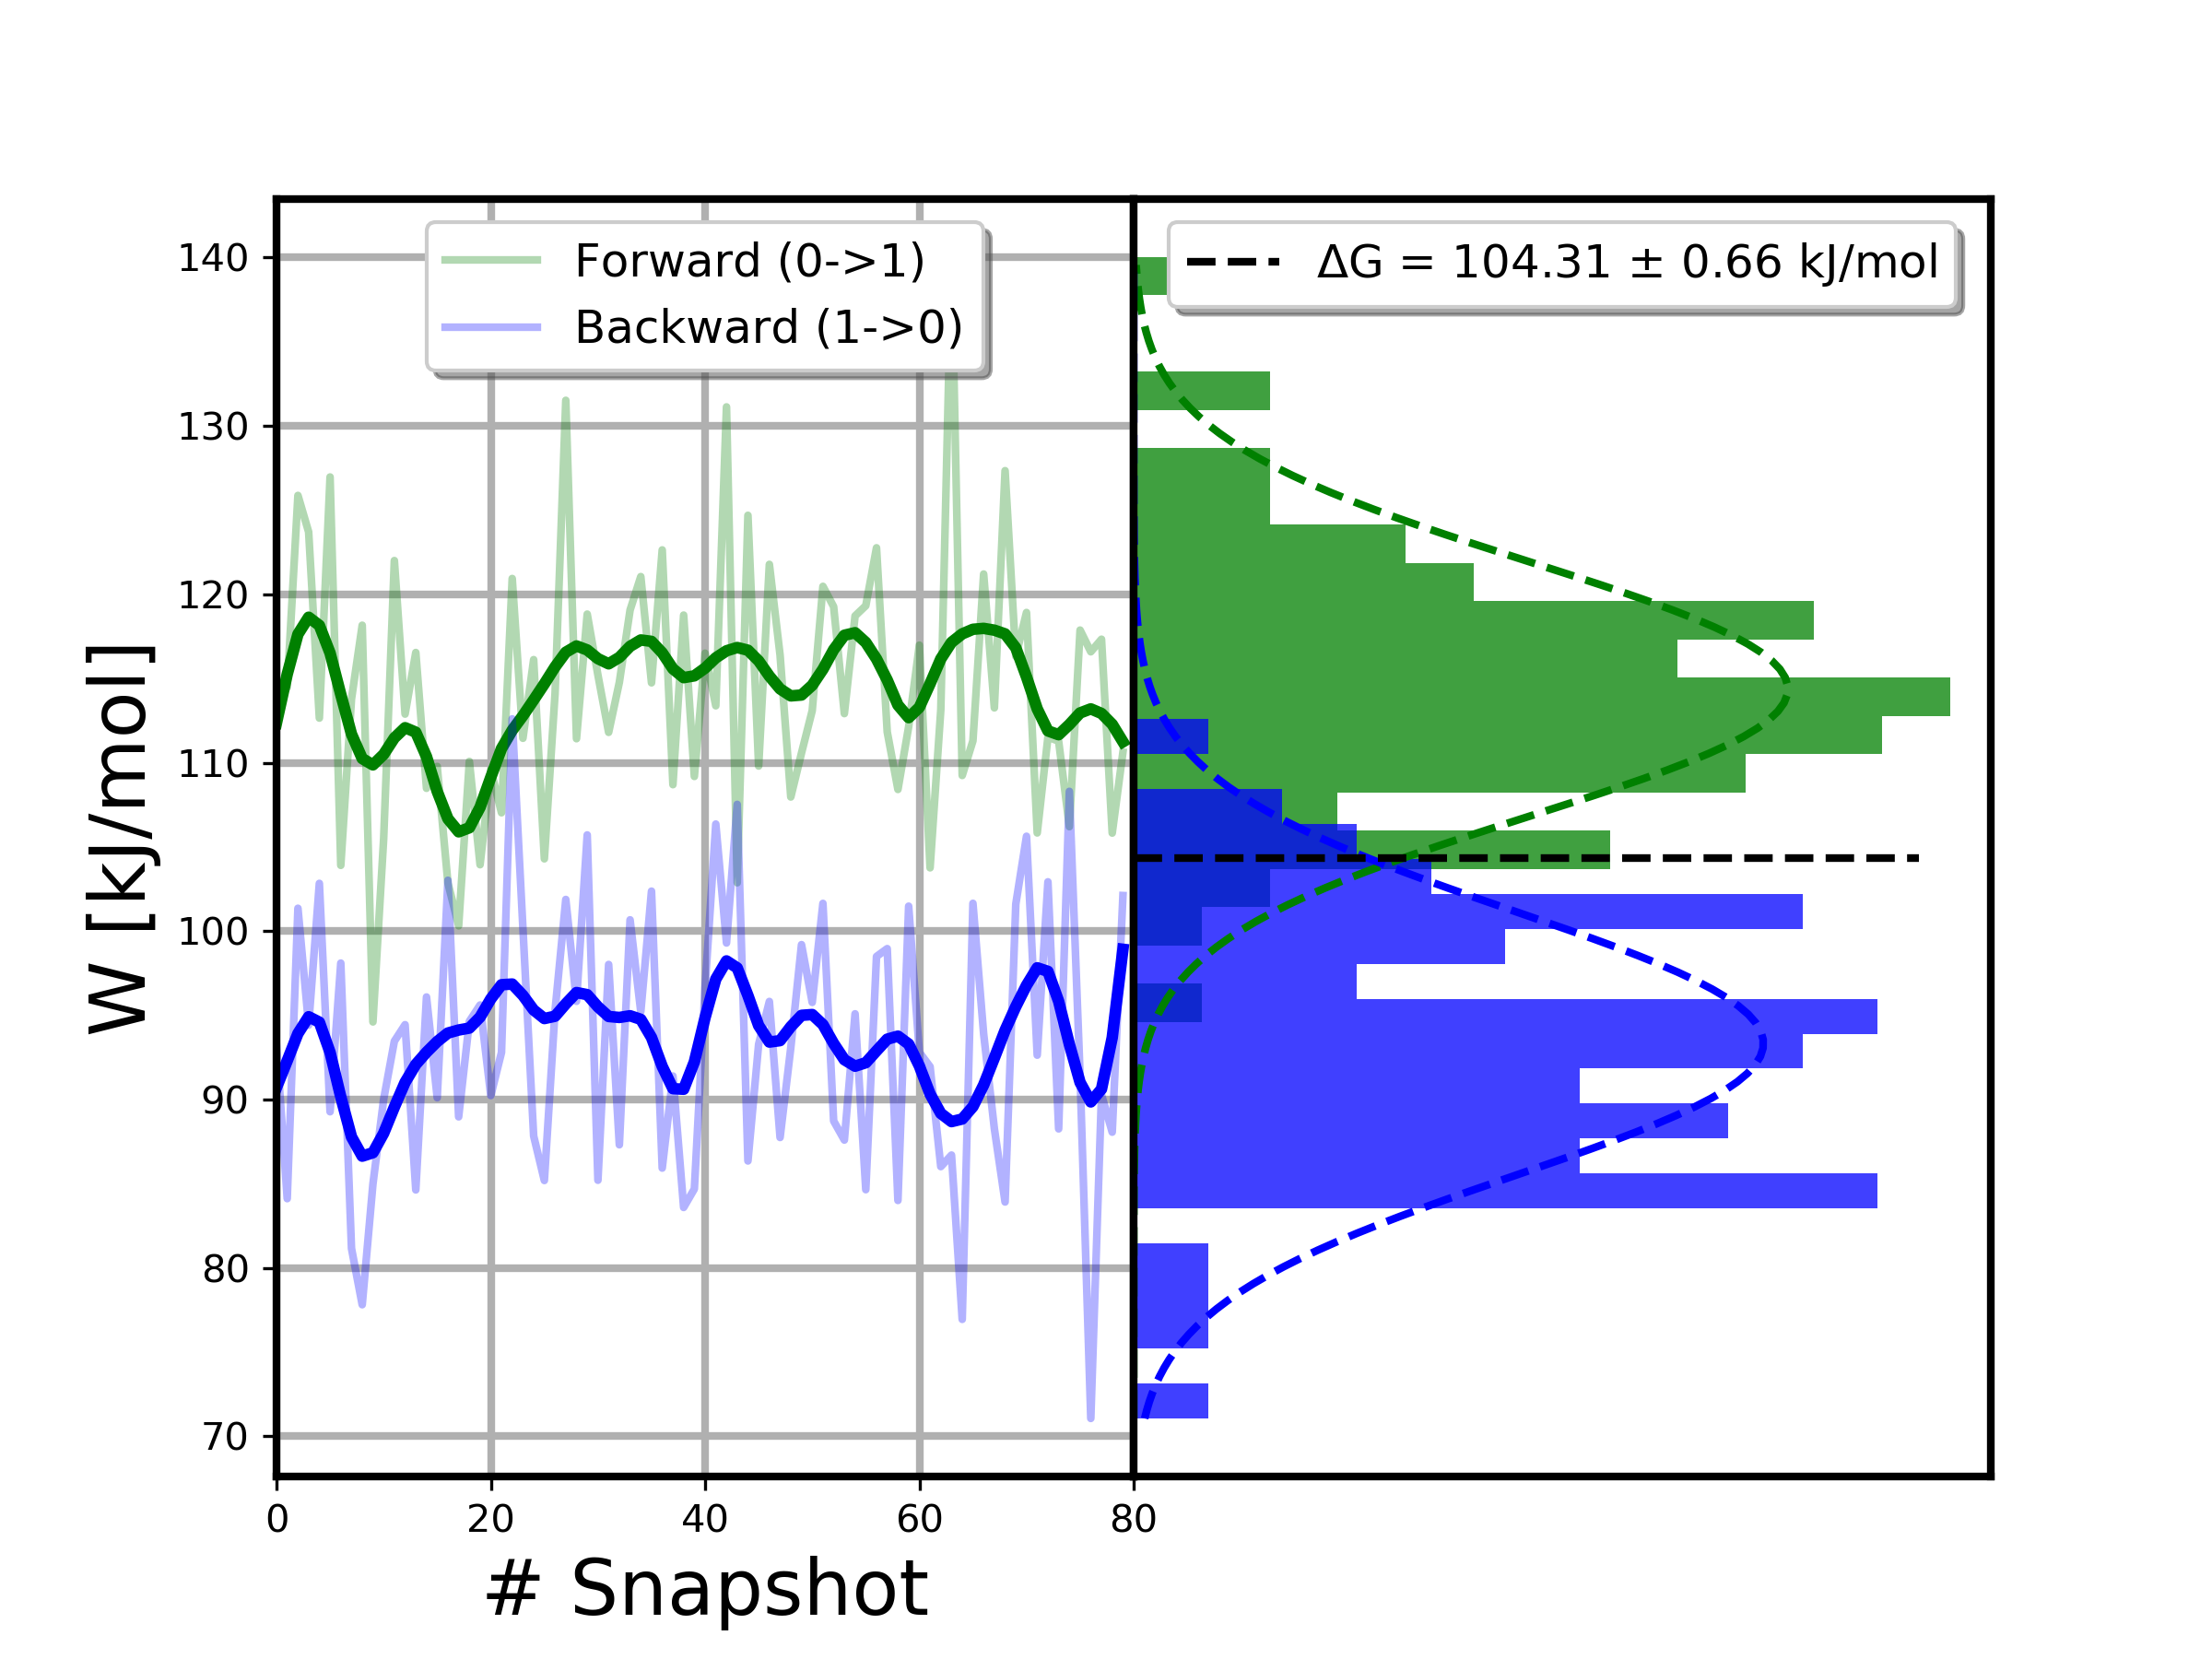 Forward (0->1)
Backward (1->0)
ΔG = 104.31 ± 0.66 kJ/mol
140
130
120
110
100
90
80
70
W [kJ/mol]
0 20 40 60 80
# Snapshot